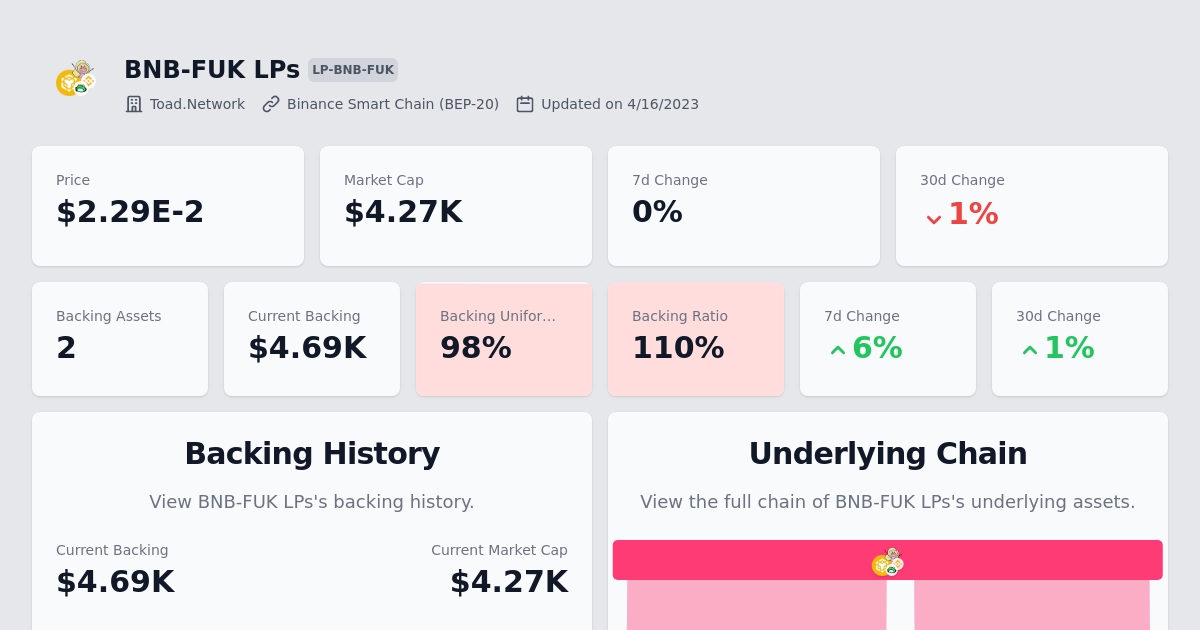 BNB-FUK LPs LP-BNB-FUK
Toad.Network Binance Smart Chain (BEP-20) Updated on 4/16/2023
Price
$2.29E-2
Market Cap
$4.27K
7d Change
0%
30d Change
1%
Backing Assets
2
Current Backing
$4.69K
Backing Unifor...
98%
Backing Ratio
110%
7d Change
6%
30d Change
1%
Backing History
View BNB-FUK LPs's backing history.
Current Backing
$4.69K
Current Market Cap
$4.27K
Underlying Chain
View the full chain of BNB-FUK LPs's underlying assets.